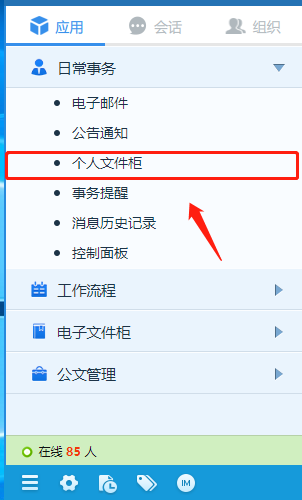 应用 会话 组织
日常事务
电子邮件
公告通知
个人文件柜
事务提醒
消息历史记录
控制面板
工作流程
电子文件柜
公文管理
在线 85 人
IM